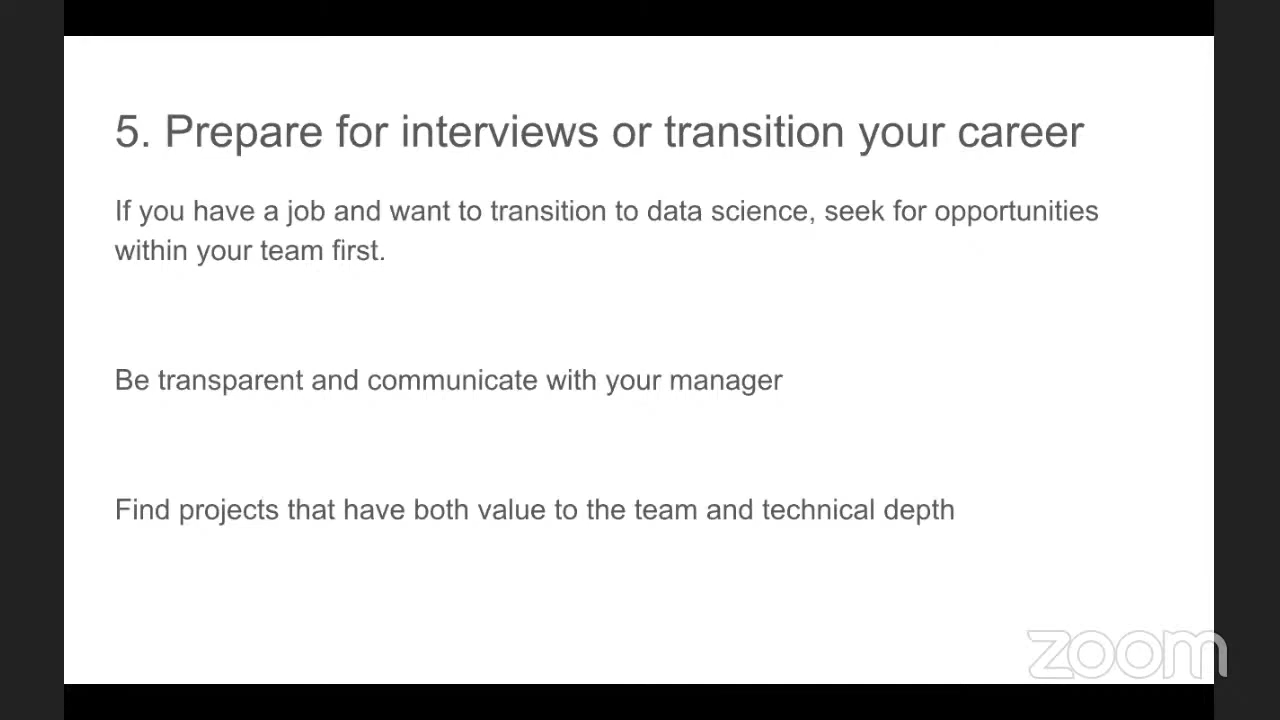 5. Prepare for interviews or transition your career
If you have a job and want to transition to data science, seek for opportunities
within your team first.
Be transparent and communicate with your manager
Find projects that have both value to the team and technical depth
zoom